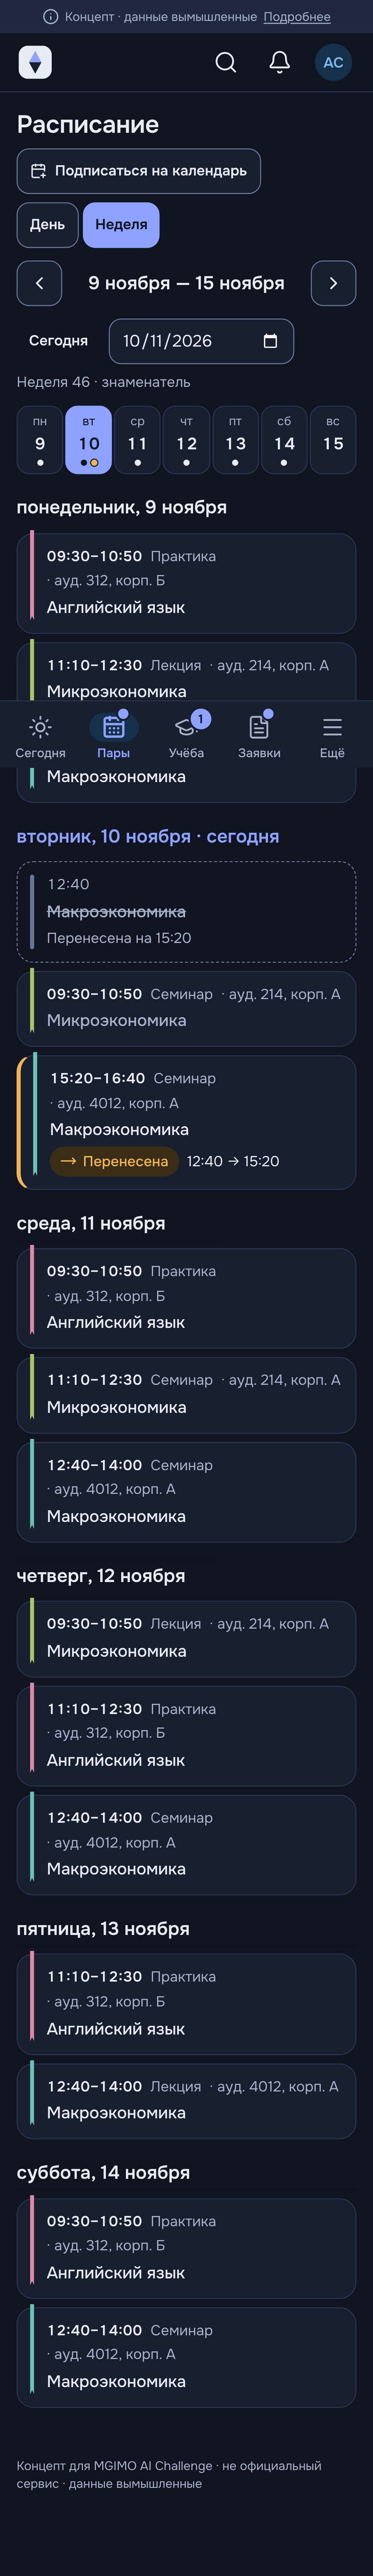 Концепт · данные вымышленные Подробнее
АС
Расписание
Подписаться на календарь
День Неделя
9 ноября — 15 ноября
Сегодня 10/11/2026
Неделя 46 · знаменатель
пн вт ср чт пт сб вс
9 10 11 12 13 14 15
понедельник, 9 ноября
09:30–10:50 Практика
· ауд. 312, корп. Б
Английский язык
11:10–12:30 Лекция · ауд. 214, корп. А
Микроэкономика
1
Сегодня Пары Учёба Заявки Ещё
Макроэкономика
вторник, 10 ноября · сегодня
12:40
Макроэкономика
Перенесена на 15:20
09:30–10:50 Семинар · ауд. 214, корп. А
Микроэкономика
15:20–16:40 Семинар
· ауд. 4012, корп. А
Макроэкономика
→ Перенесена 12:40 → 15:20
среда, 11 ноября
09:30–10:50 Практика
· ауд. 312, корп. Б
Английский язык
11:10–12:30 Семинар · ауд. 214, корп. А
Микроэкономика
12:40–14:00 Семинар
· ауд. 4012, корп. А
Макроэкономика
четверг, 12 ноября
09:30–10:50 Лекция · ауд. 214, корп. А
Микроэкономика
11:10–12:30 Практика
· ауд. 312, корп. Б
Английский язык
12:40–14:00 Семинар
· ауд. 4012, корп. А
Макроэкономика
пятница, 13 ноября
11:10–12:30 Практика
· ауд. 312, корп. Б
Английский язык
12:40–14:00 Лекция · ауд. 4012, корп. А
Макроэкономика
суббота, 14 ноября
09:30–10:50 Практика
· ауд. 312, корп. Б
Английский язык
12:40–14:00 Семинар
· ауд. 4012, корп. А
Макроэкономика
Концепт для MGIMO AI Challenge · не официальный
сервис · данные вымышленные